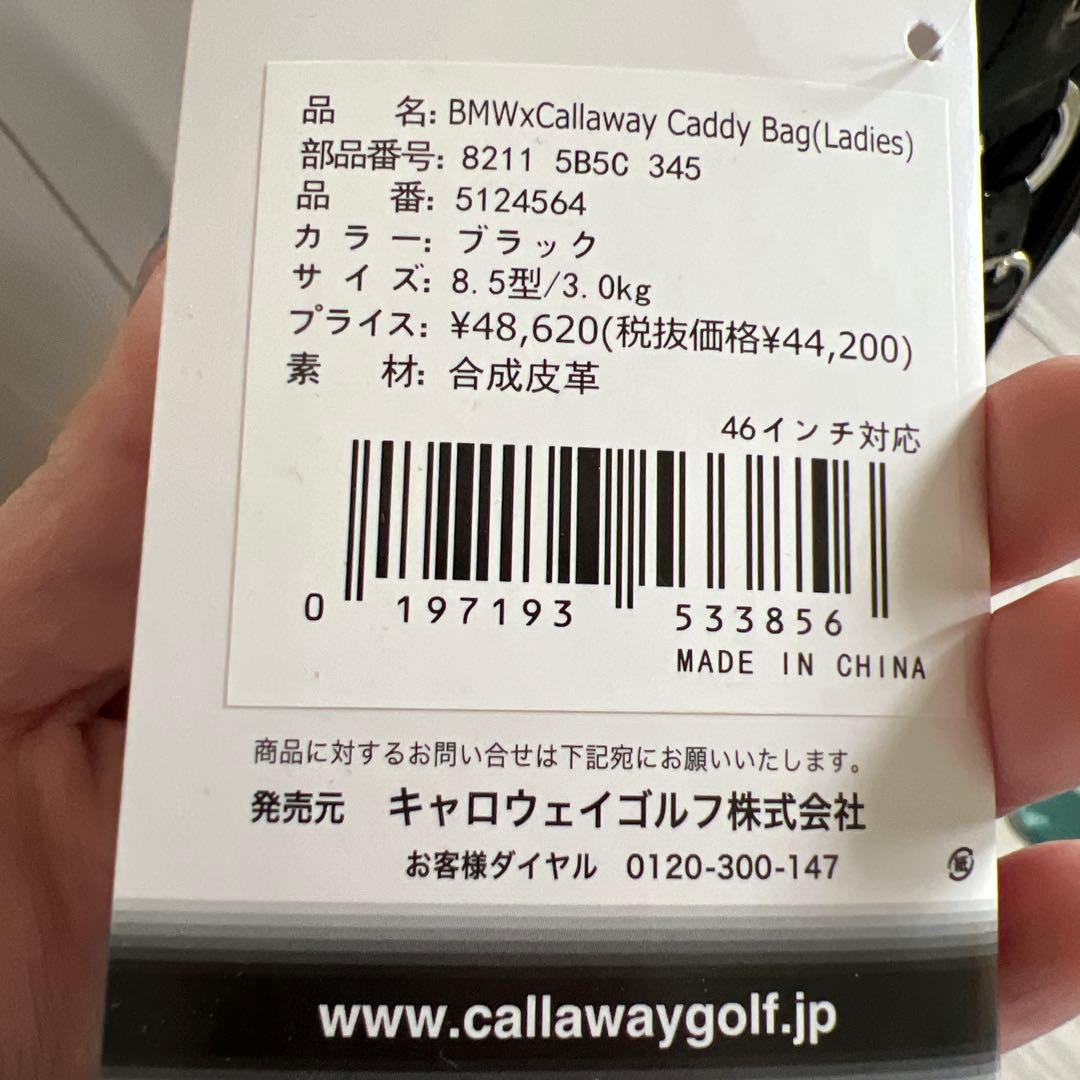 品　　名: BMWxCallaway Caddy Bag(Ladies)
部品番号: 8211 5B5C 345
品　　番: 5124564
カ ラ ー: ブラック
サ イ ズ: 8.5型/3.0kg
プライス: ¥48,620(税抜価格¥44,200)
素　　材: 合成皮革
46インチ対応
0 197193 533856
MADE IN CHINA
商品に対するお問い合せは下記宛にお願いいたします。
発売元　キャロウェイゴルフ株式会社
お客様ダイヤル　0120-300-147
紙
www.callawaygolf.jp